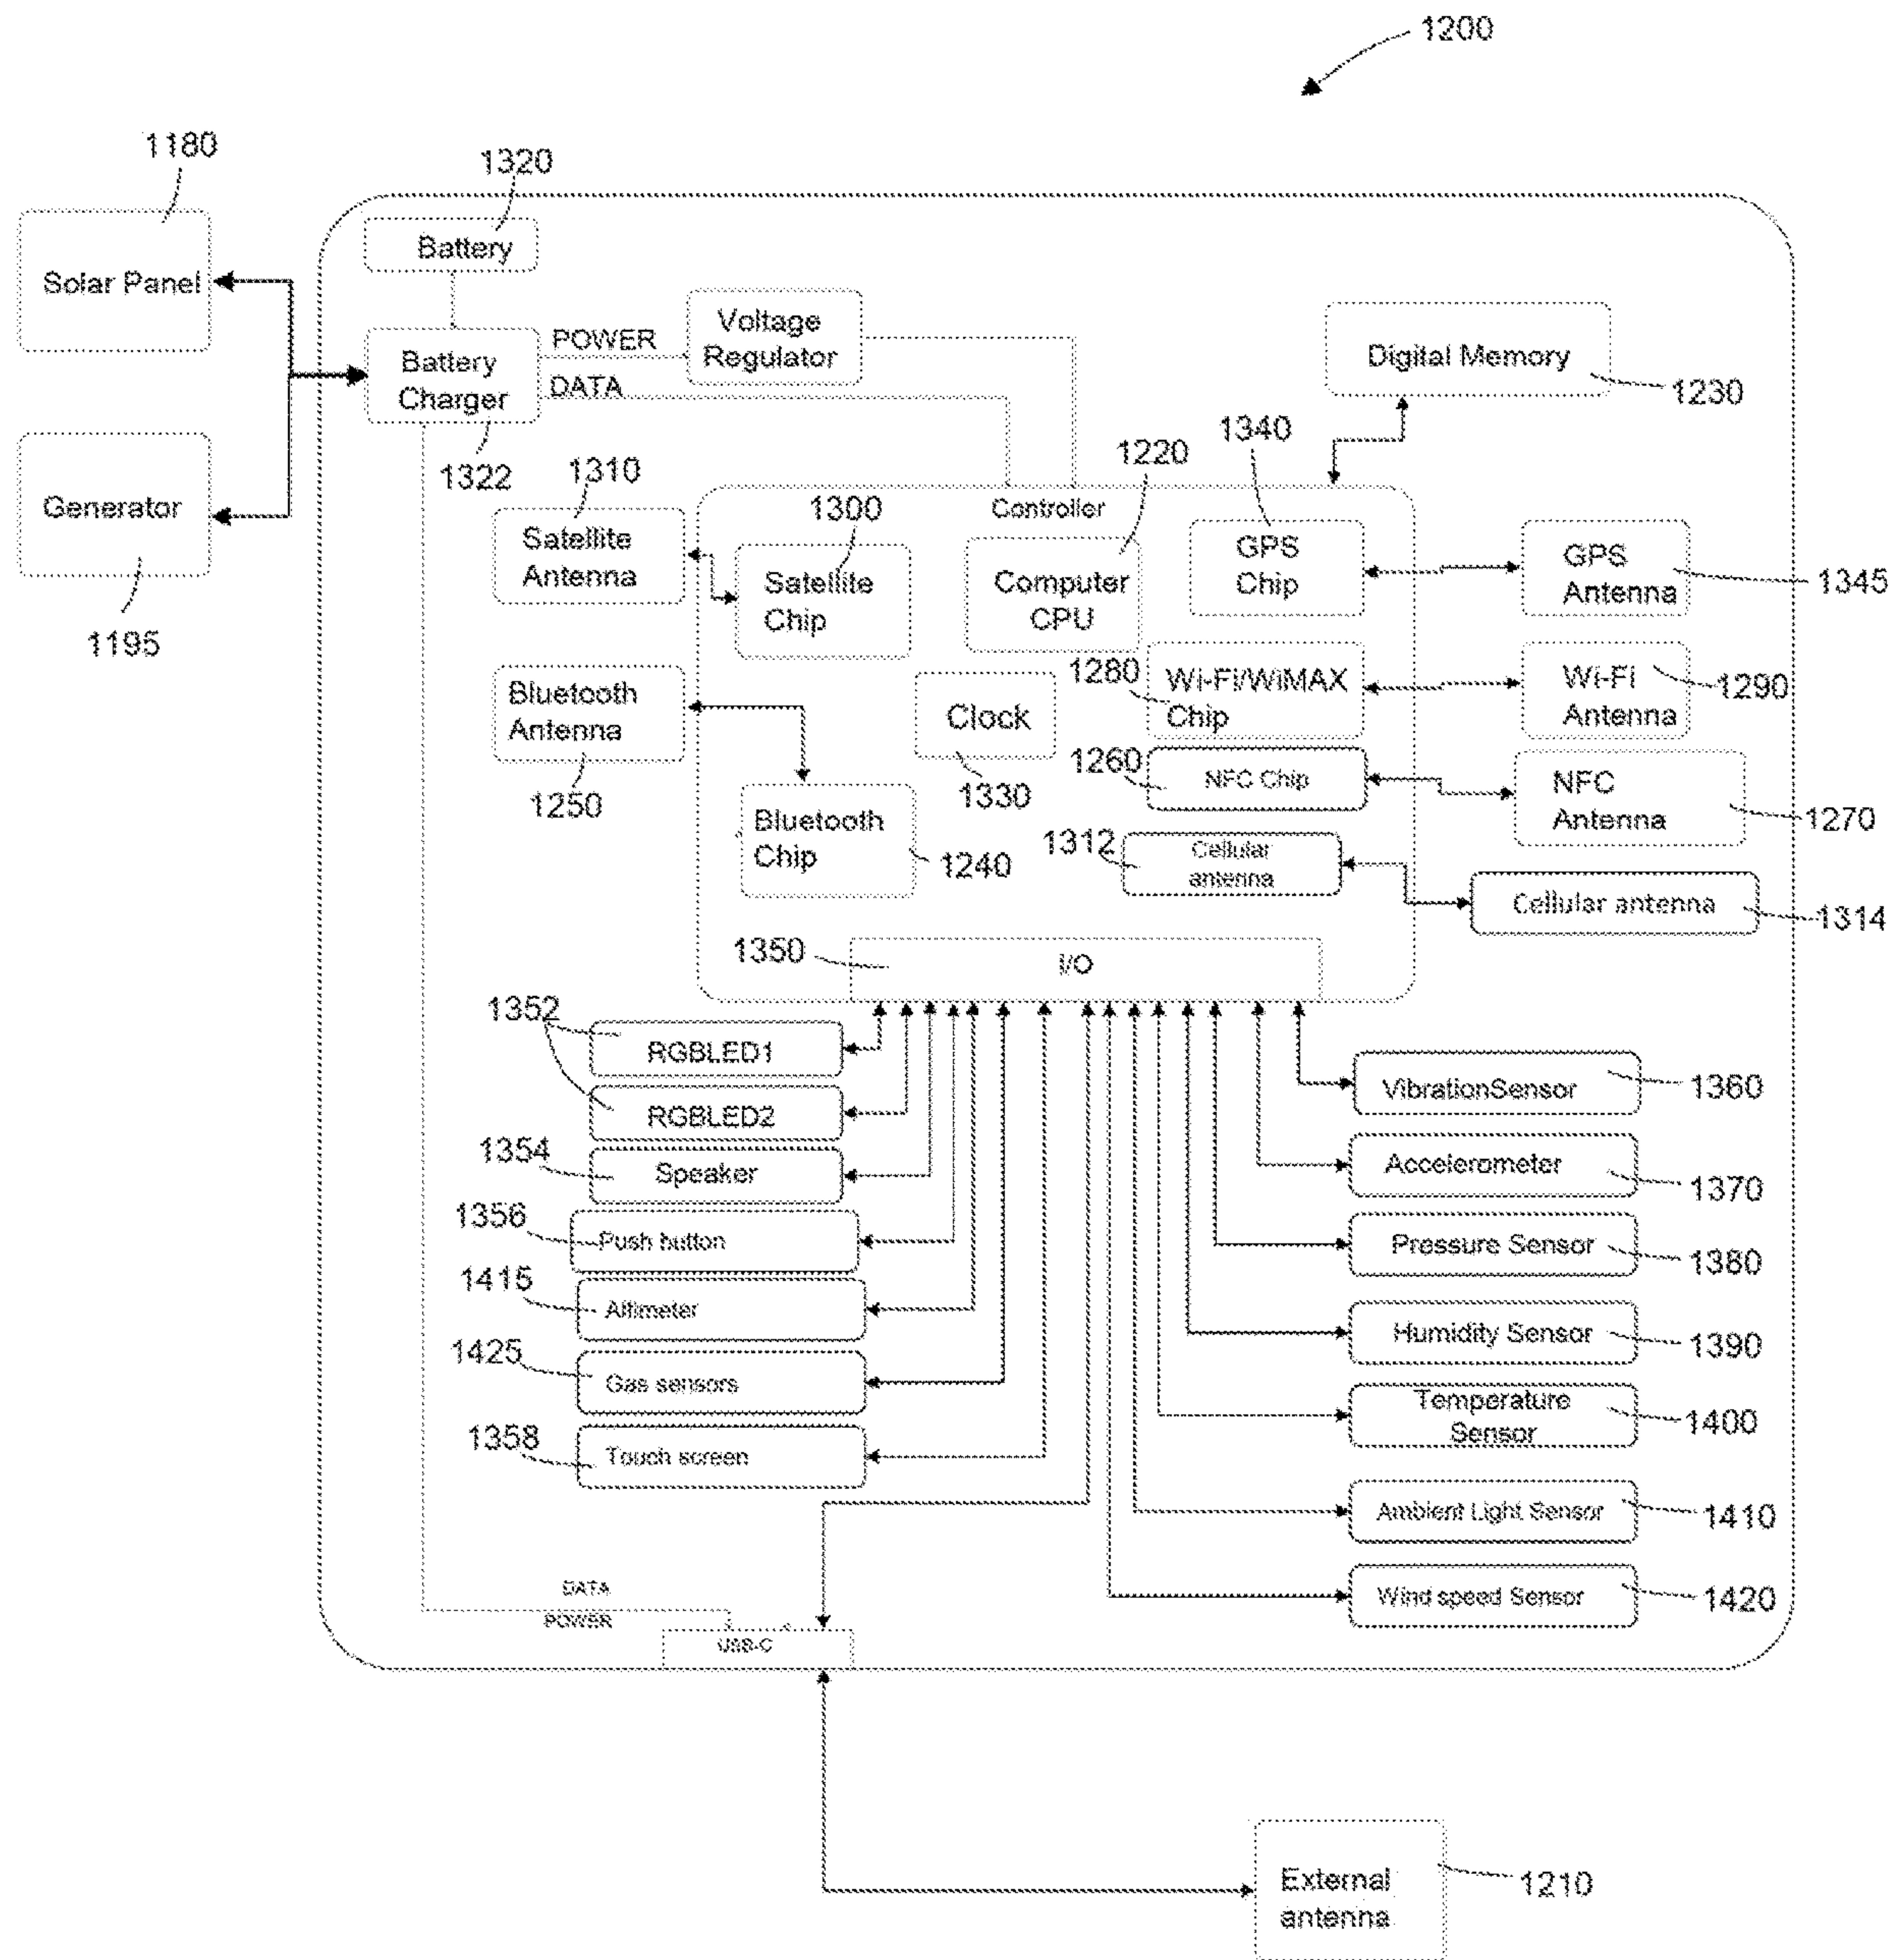 1200
1180
1320
Battery
Solar Panel
POWER
Voltage
Regulator
Battery
Charger
DATA
Digital Memory
1230
1322
1310
1340
1220
Generator
1195
Satellite
Antenna
1300
Controller
Satellite
Chip
Computer
CPU
GPS
Chip
GPS
Antenna
1345
Bluetooth
Antenna
1250
1280
Wi-Fi/WiMAX
Chip
Wi-Fi
Antenna
1290
Clock
1330
1260
NFC Chip
NFC
Antenna
1270
Bluetooth
Chip
1240
1312
Cellular
antenna
Cellular antenna
1314
1350
I/O
1352
RGBLED1
RGBLED2
1354
Speaker
1356
Push button
1415
Altimeter
1425
Gas sensors
1358
Touch screen
VibrationSensor
1360
Accelerometer
1370
Pressure Sensor
1380
Humidity Sensor
1390
Temperature
Sensor
1400
Ambient Light Sensor
1410
Wind speed Sensor
1420
DATA
POWER
USB-C
External
antenna
1210